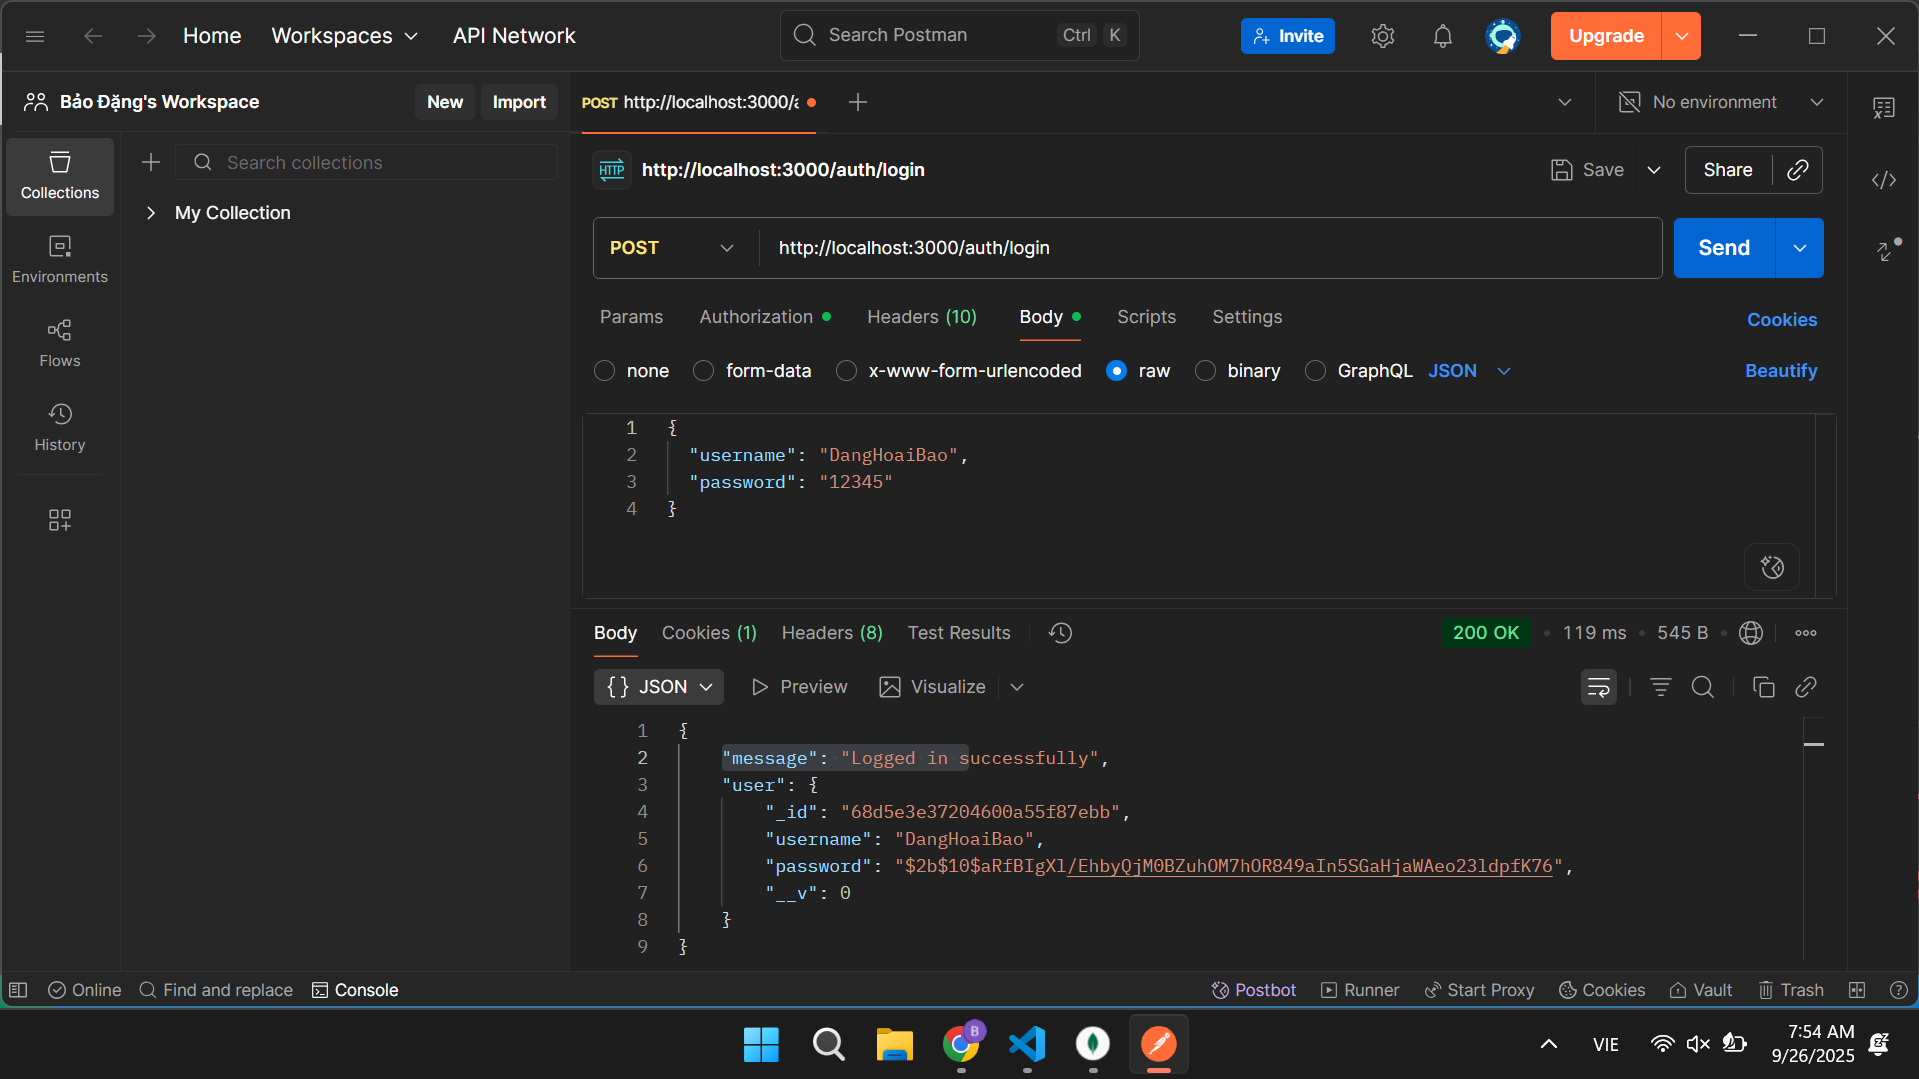 Home
Workspaces
API Network
Search Postman
Ctrl K
Invite
Upgrade
Bảo Đặng's Workspace
New
Import
POST http://localhost:3000/a
No environment
Collections
Environments
Flows
History
Search collections
My Collection
HTTP
http://localhost:3000/auth/login
Save
Share
POST
http://localhost:3000/auth/login
Send
Params
Authorization
Headers (10)
Body
Scripts
Settings
Cookies
none
form-data
x-www-form-urlencoded
raw
binary
GraphQL
JSON
Beautify
1 {
2 "username": "DangHoaiBao",
3 "password": "12345"
4 }
Body
Cookies (1)
Headers (8)
Test Results
200 OK
119 ms
545 B
{} JSON
Preview
Visualize
1 {
2 "message": "Logged in successfully",
3 "user": {
4 "_id": "68d5e3e37204600a55f87ebb",
5 "username": "DangHoaiBao",
6 "password": "$2b$10$aRfBIgXl/EhbyQjM0BZuhOM7hOR849aIn5SGaHjaWAeo23ldpfK76",
7 "__v": 0
8 }
9 }
Online
Find and replace
Console
Postbot
Runner
Start Proxy
Cookies
Vault
Trash
B
VIE
7:54 AM
9/26/2025